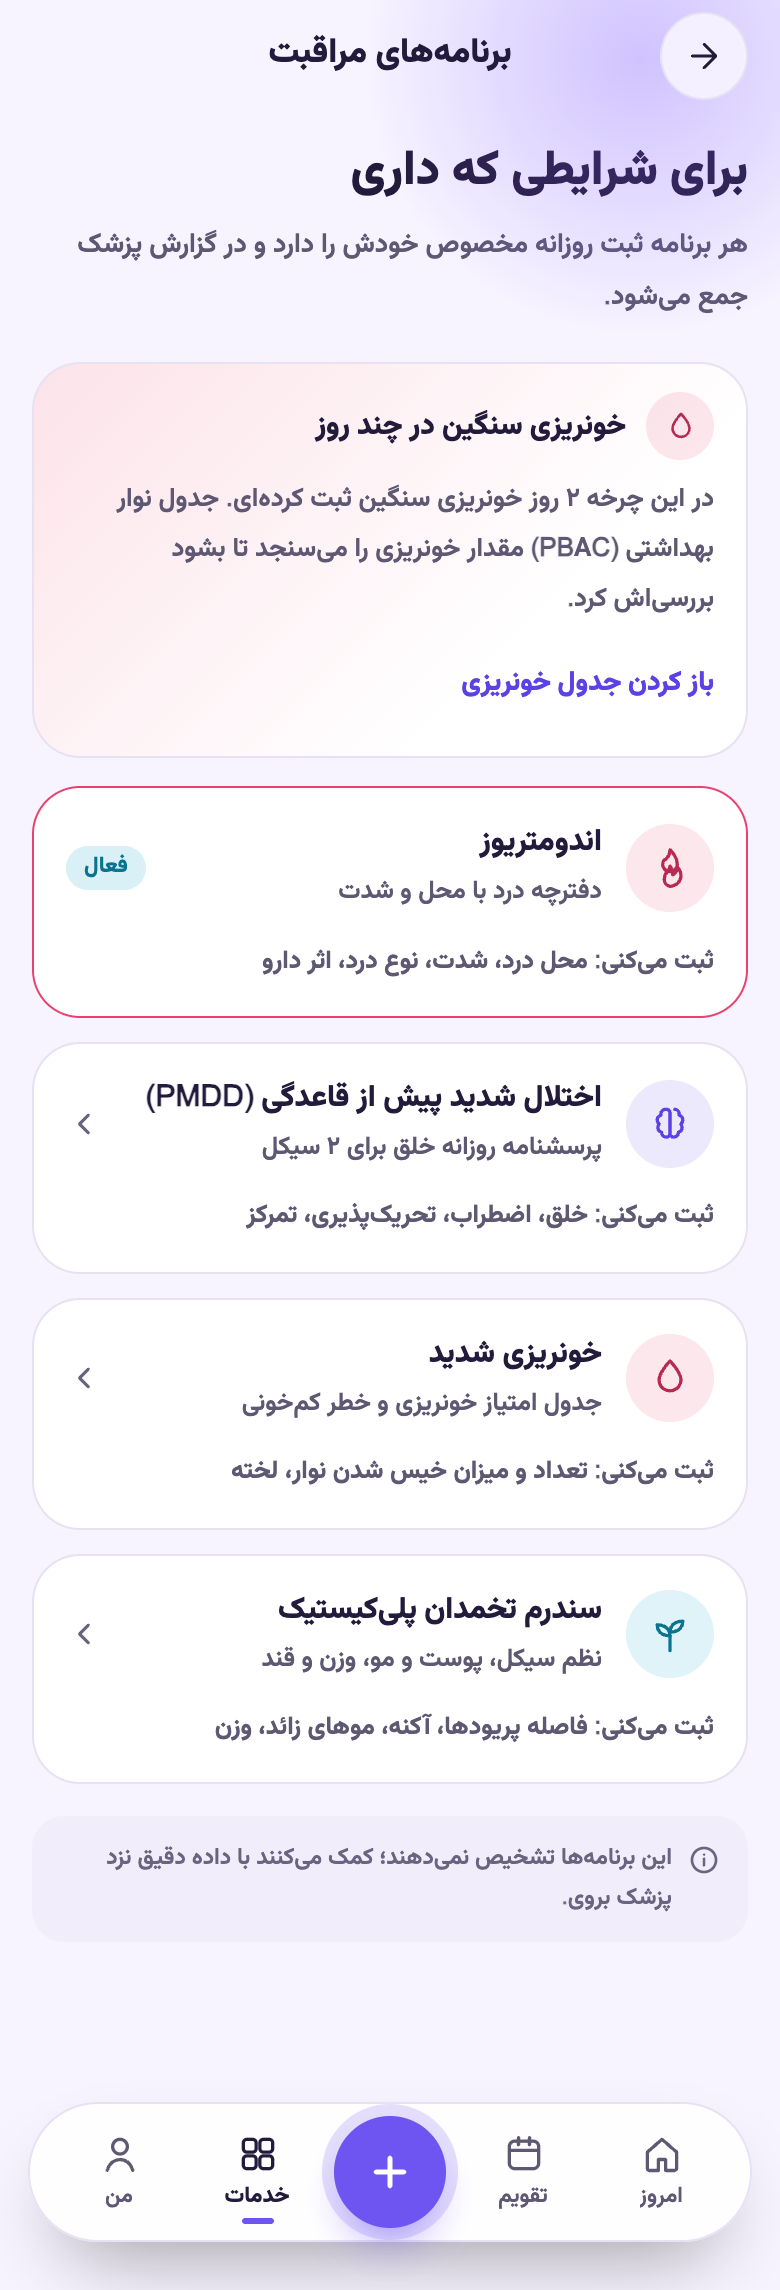 برنامه‌های مراقبت
برای شرایطی که داری
هر برنامه ثبت روزانه مخصوص خودش را دارد و در گزارش پزشک
جمع می‌شود.
خونریزی سنگین در چند روز
در این چرخه ۲ روز خونریزی سنگین ثبت کرده‌ای. جدول نوار
بهداشتی (PBAC) مقدار خونریزی را می‌سنجد تا بشود
بررسی‌اش کرد.
باز کردن جدول خونریزی
اندومتریوز
فعال
دفترچه درد با محل و شدت
ثبت می‌کنی: محل درد، شدت، نوع درد، اثر دارو
اختلال شدید پیش از قاعدگی (PMDD)
پرسشنامه روزانه خلق برای ۲ سیکل
ثبت می‌کنی: خلق، اضطراب، تحریک‌پذیری، تمرکز
خونریزی شدید
جدول امتیاز خونریزی و خطر کم‌خونی
ثبت می‌کنی: تعداد و میزان خیس شدن نوار، لخته
سندرم تخمدان پلی‌کیستیک
نظم سیکل، پوست و مو، وزن و قند
ثبت می‌کنی: فاصله پریودها، آکنه، موهای زائد، وزن
این برنامه‌ها تشخیص نمی‌دهند؛ کمک می‌کنند با داده دقیق نزد
پزشک بروی.
امروز
تقویم
خدمات
من